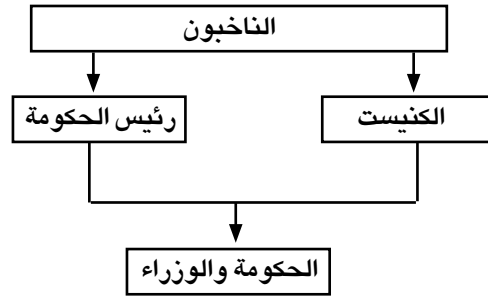 الناخبون
الكنيست
رئيس الحكومة
الحكومة والوزراء